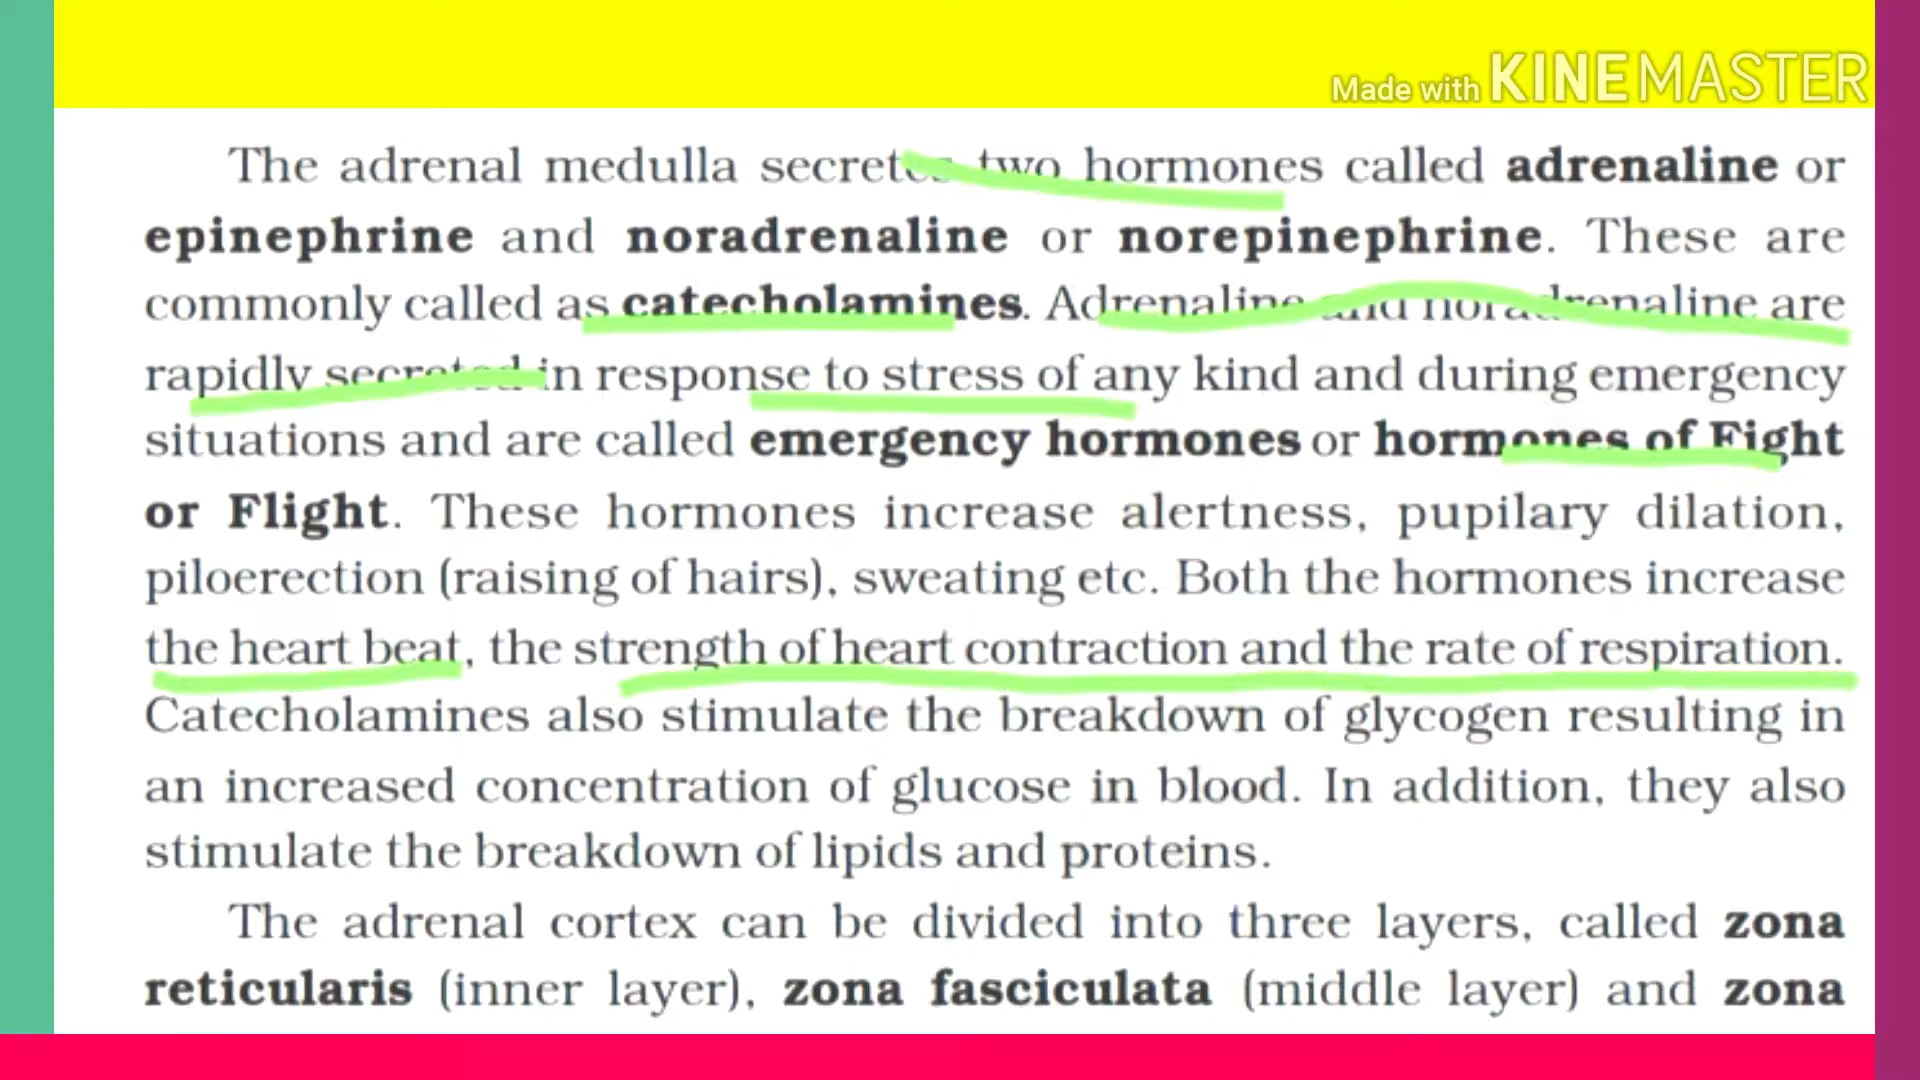 Made with KINEMASTER
The adrenal medulla secretes two hormones called adrenaline or
epinephrine and noradrenaline or norepinephrine. These are
commonly called as catecholamines. Adrenaline and noradrenaline are
rapidly secreted in response to stress of any kind and during emergency
situations and are called emergency hormones or hormones of Fight
or Flight. These hormones increase alertness, pupilary dilation,
piloerection (raising of hairs), sweating etc. Both the hormones increase
the heart beat, the strength of heart contraction and the rate of respiration.
Catecholamines also stimulate the breakdown of glycogen resulting in
an increased concentration of glucose in blood. In addition, they also
stimulate the breakdown of lipids and proteins.
The adrenal cortex can be divided into three layers, called zona
reticularis (inner layer), zona fasciculata (middle layer) and zona